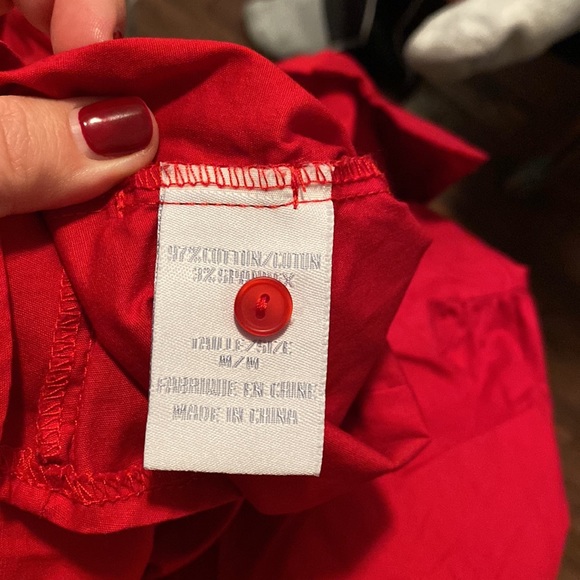 97% COTTON/COTON
3% SPANDEX
TAILLE/SIZE
M/M
FABRIQUE EN CHINE
MADE IN CHINA